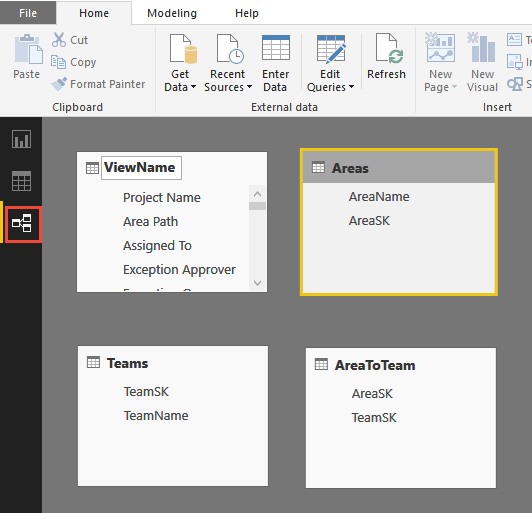 File Home Modeling Help
Paste
Cut
Copy
Format Painter
Clipboard
Get Data
Recent Sources
Enter Data
Edit Queries
Refresh
External data
New Page
New Visual
Insert
ViewName
Project Name
Area Path
Assigned To
Exception Approver
Areas
AreaName
AreaSK
Teams
TeamSK
TeamName
AreaToTeam
AreaSK
TeamSK